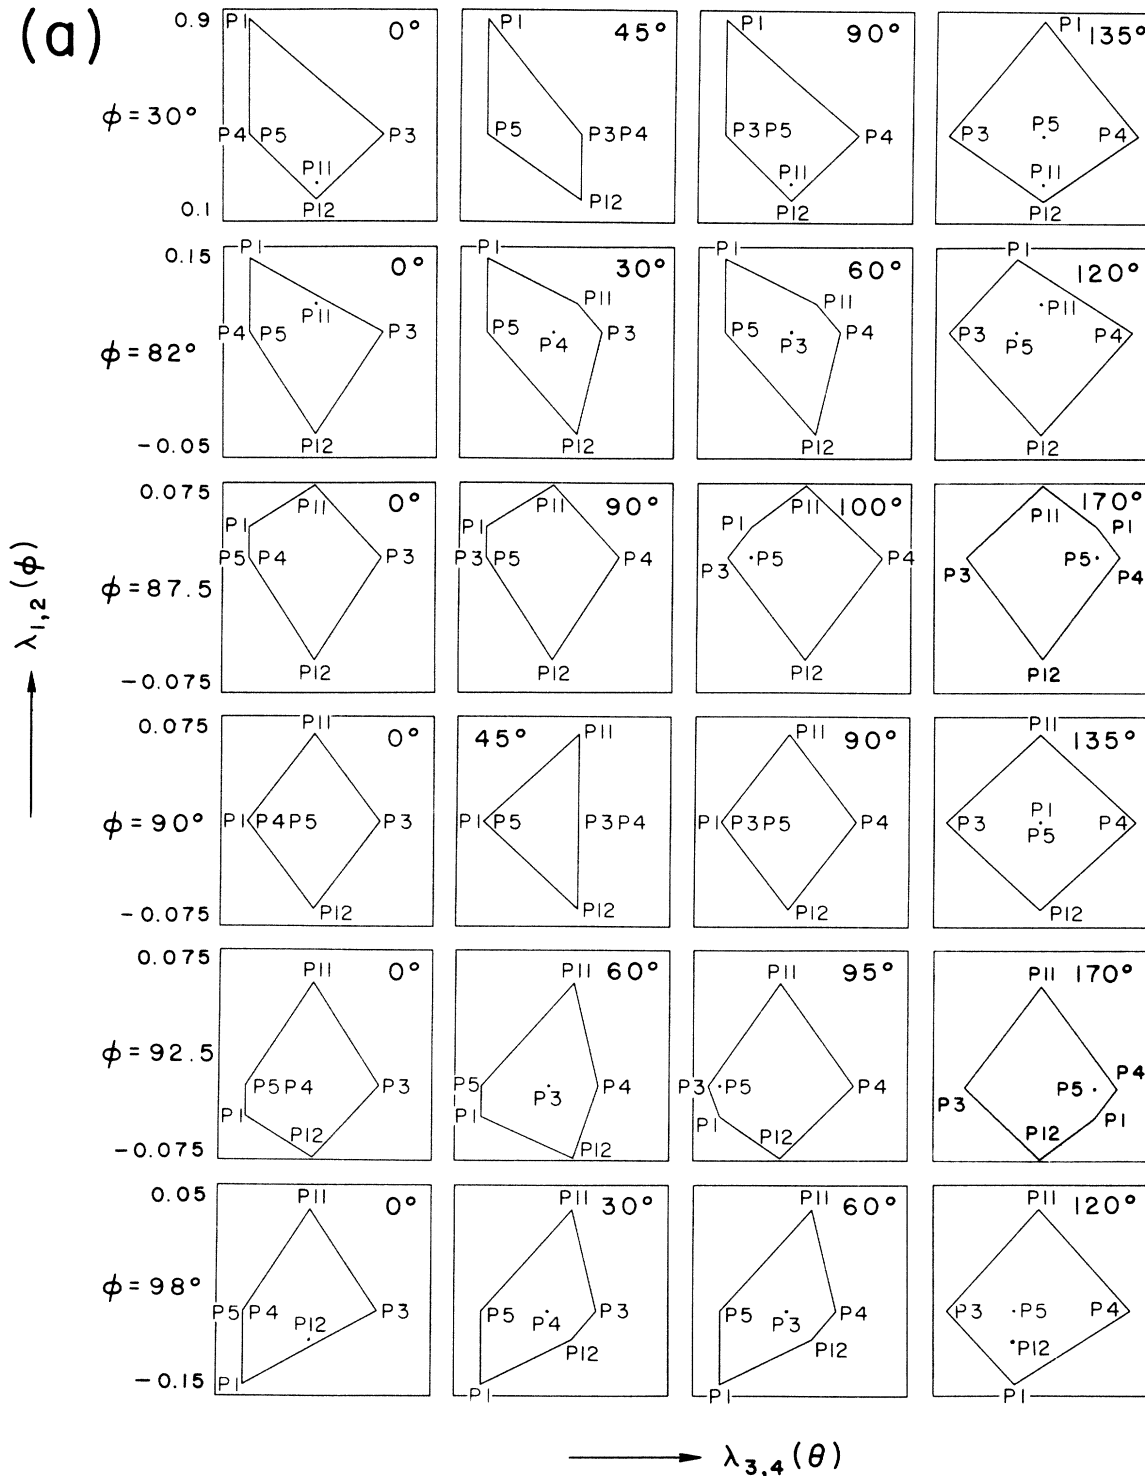 (a)
0.9 P1 0° P1 45° P1 90° P1 135°
φ = 30° P4 P5 P3 P5 P3 P4 P3 P5 P4 P3 P5 P4
P11 P11 P11
0.1 P12 P12 P12 P12
0.15 P1 0° P1 30° P1 60° P1 120°
P11 P11 P11 P11
φ = 82° P4 P5 P3 P5 P4 P3 P5 P3 P4 P3 P5 P4
-0.05 P12 P12 P12 P12
0.075 P11 0° P11 90° P11 100° P11 170°
P1 P1 P1 P1
φ = 87.5 P5 P4 P3 P3 P5 P4 P3 P5 P4 P3 P5 P4
-0.075 P12 P12 P12 P12
0.075 P11 0° 45° P11 P11 90° P11 135°
φ = 90° P1 P4 P5 P3 P1 P5 P3 P4 P1 P3 P5 P4 P3 P1 P5 P4
-0.075 P12 P12 P12 P12
0.075 P11 0° P11 60° P11 95° P11 170°
φ = 92.5 P5 P4 P3 P5 P3 P4 P3 P5 P4 P3 P5 P4
P1 P1 P1 P1
-0.075 P12 P12 P12 P12
0.05 P11 0° P11 30° P11 60° P11 120°
φ = 98° P5 P4 P3 P5 P4 P3 P5 P3 P4 P3 P5 P4
P12 P12 P12 P12
-0.15 P1 P1 P1 P1
λ1,2 (φ)
λ3,4 (θ)